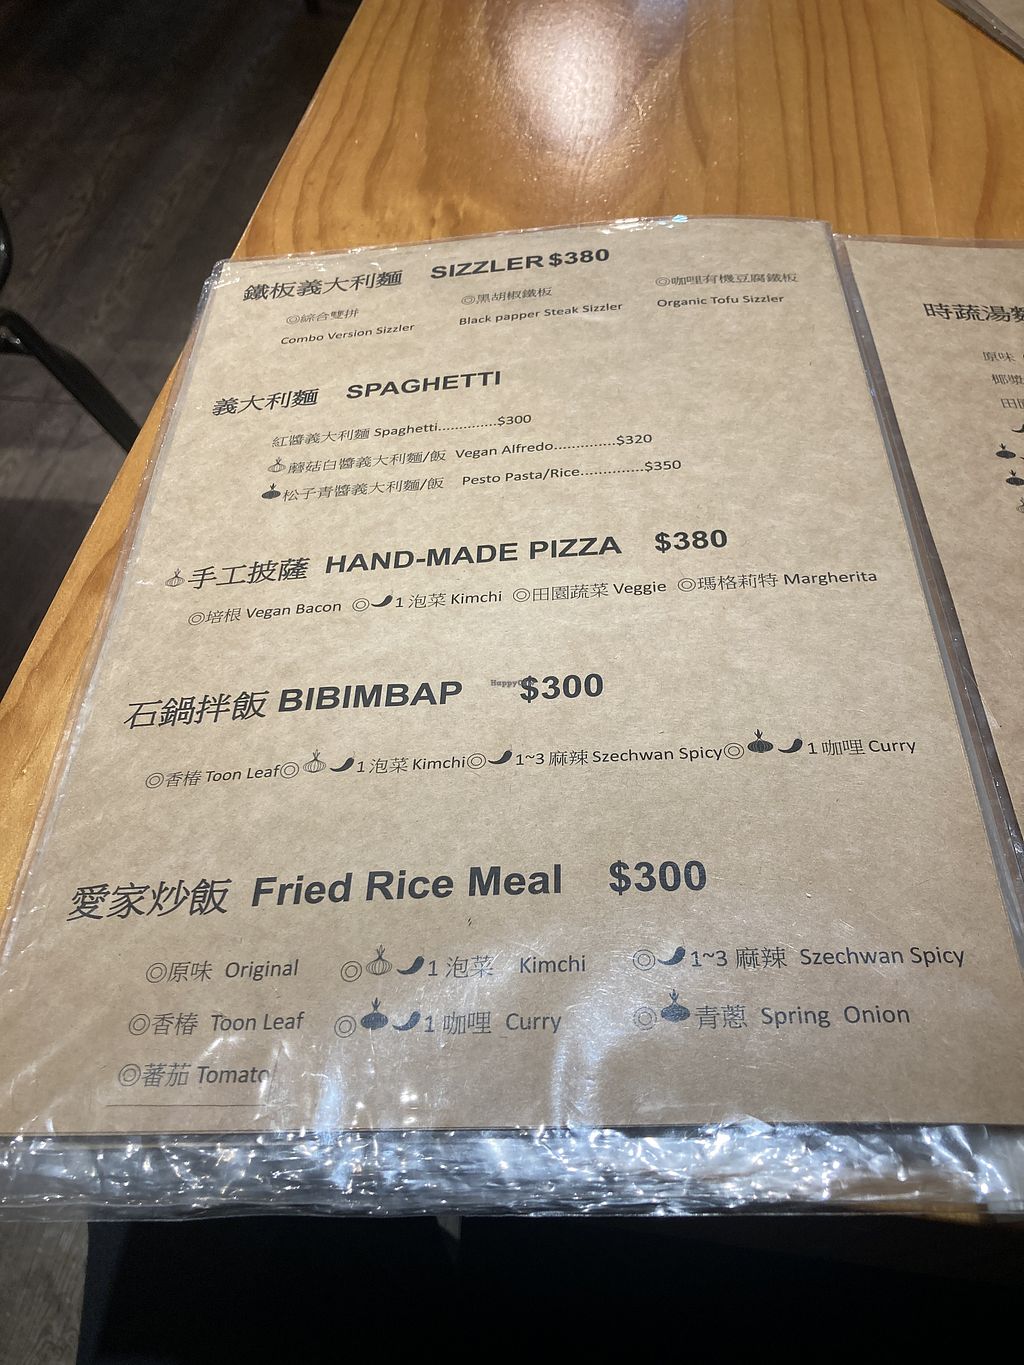 鐵板義大利麵 SIZZLER $380
◎綜合雙拼 ◎黑胡椒鐵板 ◎咖哩有機豆腐鐵板
Combo Version Sizzler Black papper Steak Sizzler Organic Tofu Sizzler
義大利麵 SPAGHETTI
紅醬義大利麵 Spaghetti..............$300
蘑菇白醬義大利麵/飯 Vegan Alfredo..............$320
松子青醬義大利麵/飯 Pesto Pasta/Rice..............$350
手工披薩 HAND-MADE PIZZA $380
◎培根 Vegan Bacon ◎1 泡菜 Kimchi ◎田園蔬菜 Veggie ◎瑪格莉特 Margherita
石鍋拌飯 BIBIMBAP $300
◎香椿 Toon Leaf◎1 泡菜 Kimchi◎1~3 麻辣 Szechwan Spicy◎1 咖哩 Curry
愛家炒飯 Fried Rice Meal $300
◎原味 Original ◎1 泡菜 Kimchi ◎1~3 麻辣 Szechwan Spicy
◎香椿 Toon Leaf ◎1 咖哩 Curry ◎青蔥 Spring Onion
◎蕃茄 Tomato
時蔬湯
原味
椰漿
田